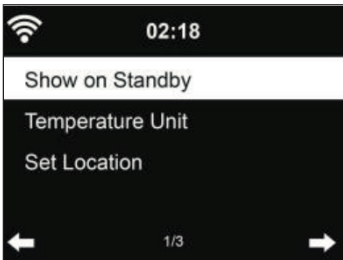 02:18
Show on Standby
Temperature Unit
Set Location
1/3